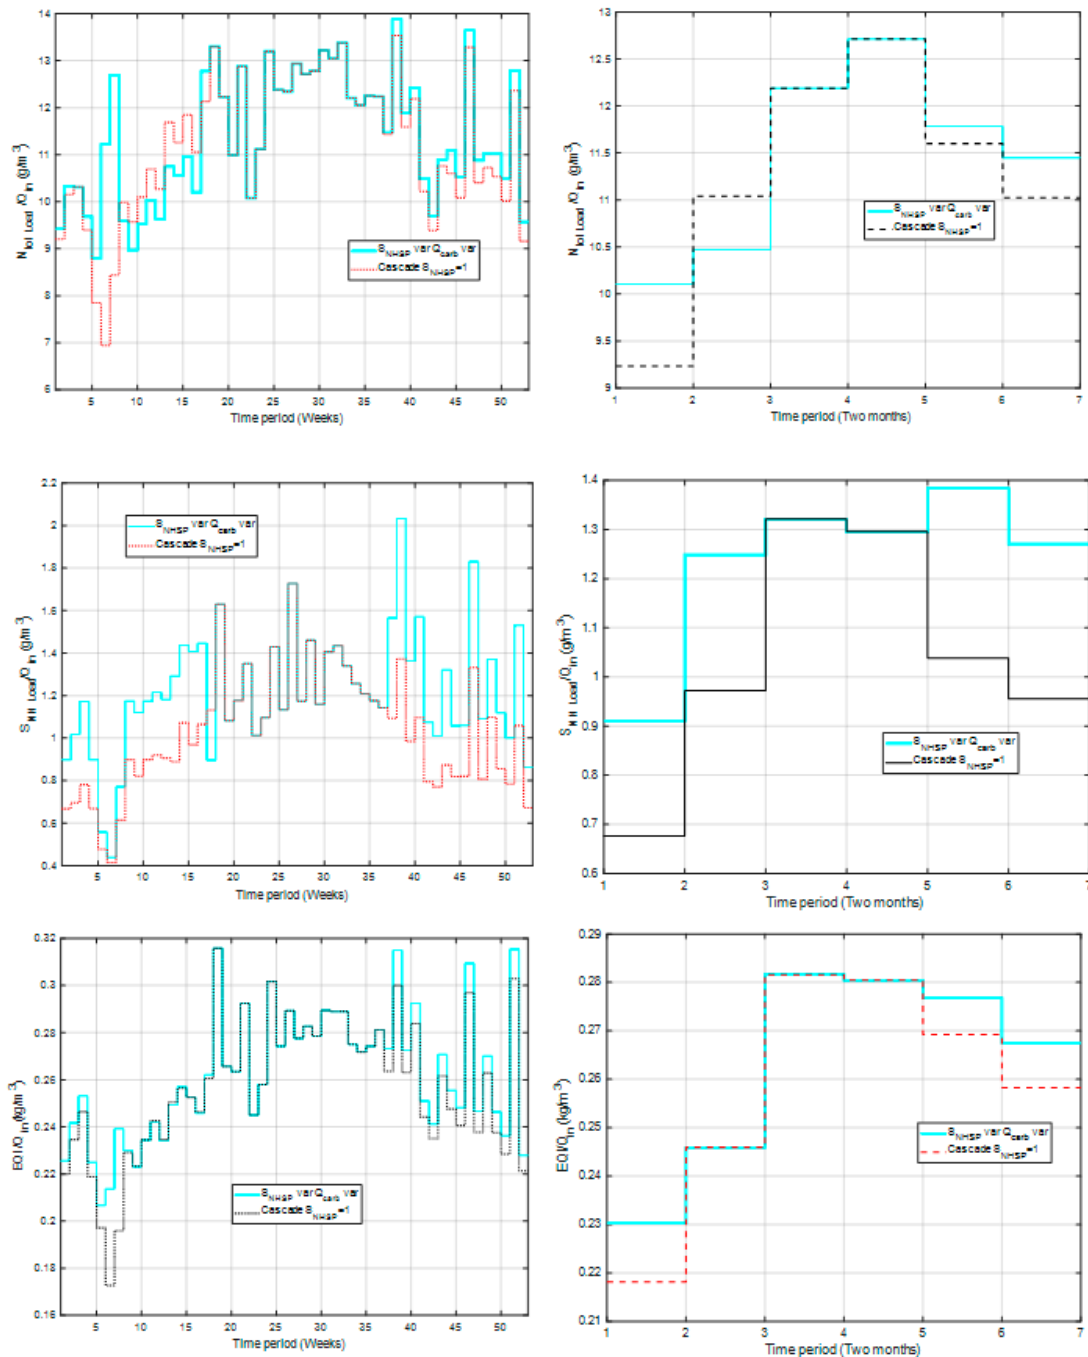 14
13
12
11
10
9
8
7
6
N_tol Load/Q_in (g/m³)
S_NHSP var Q_carb var
Cascade S_NHSP=1
5 10 15 20 25 30 35 40 45 50
Time period (Weeks)
13
12.5
12
11.5
11
10.5
10
9.5
9
N_tol Load/Q_in (g/m³)
S_NHSP var Q_carb var
Cascade S_NHSP=1
1 2 3 4 5 6 7
Time period (Two months)
2.2
2
1.8
1.6
1.4
1.2
1
0.8
0.6
0.4
S_NH Load/Q_in (g/m³)
S_NHSP var Q_carb var
Cascade S_NHSP=1
5 10 15 20 25 30 35 40 45 50
Time period (Weeks)
1.4
1.3
1.2
1.1
1
0.9
0.8
0.7
0.6
S_NH Load/Q_in (g/m³)
S_NHSP var Q_carb var
Cascade S_NHSP=1
1 2 3 4 5 6 7
Time period (Two months)
0.32
0.3
0.28
0.26
0.24
0.22
0.2
0.18
0.16
EQI/Q_in (kg/m³)
S_NHSP var Q_carb var
Cascade S_NHSP=1
5 10 15 20 25 30 35 40 45 50
Time period (Weeks)
0.29
0.28
0.27
0.26
0.25
0.24
0.23
0.22
0.21
EQI/Q_in (kg/m³)
S_NHSP var Q_carb var
Cascade S_NHSP=1
1 2 3 4 5 6 7
Time period (Two months)